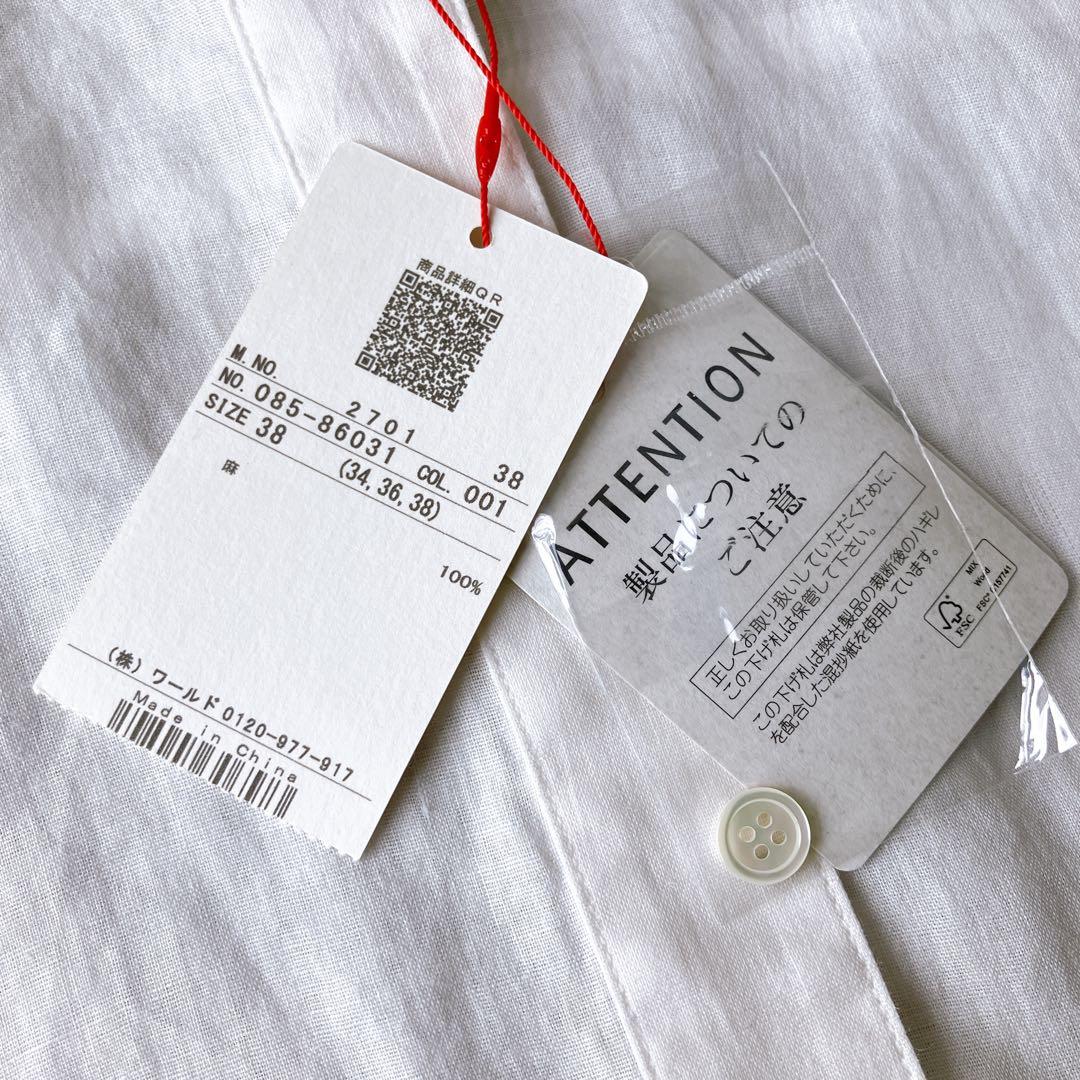 商品詳細QR
M.NO. 2701 38
NO. 085-86031 COL. 001
SIZE 38 (34,36,38)
麻 100%
(株)ワールド0120-977-917
Made in China
ATTENTION
製品についての
ご注意
正しくお取り扱いしていただくために、
この下げ札は保管して下さい。
この下げ札は弊社製品の裁断後のハギレ
を配合した混抄紙を使用しています。
FSC
MIX
Wood